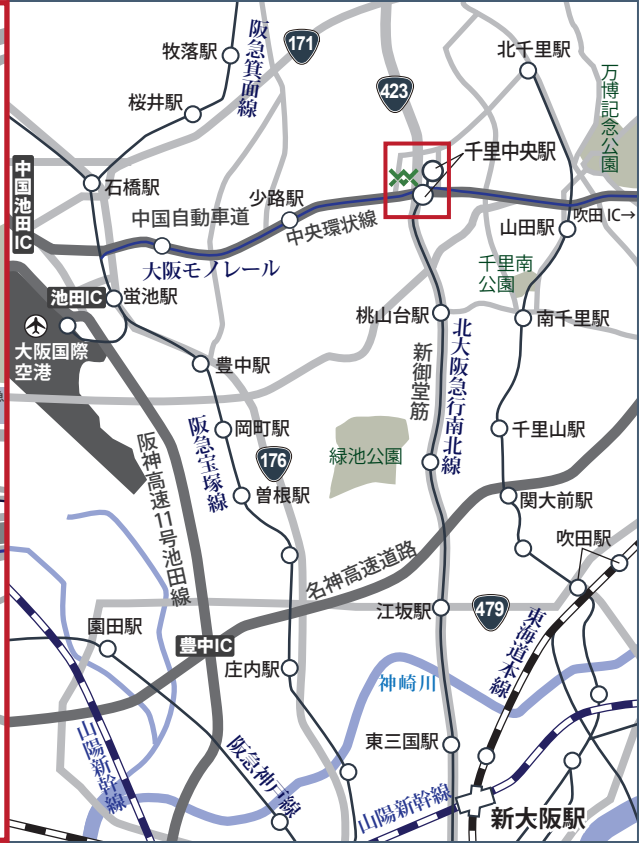 牧落駅
阪急箕面線
171
北千里駅
万博記念公園
423
桜井駅
千里中央駅
中国池田IC
石橋駅
少路駅
中国自動車道
中央環状線
吹田 IC→
山田駅
大阪モノレール
千里南
公園
池田IC
蛍池駅
桃山台駅
南千里駅
大阪国際
空港
豊中駅
新御堂筋
北大阪急行南北線
阪急宝塚線
岡町駅
千里山駅
阪神高速11号池田線
176
緑池公園
曽根駅
関大前駅
吹田駅
名神高速道路
江坂駅
479
東海道本線
園田駅
豊中IC
庄内駅
神崎川
山陽新幹線
阪急神戸線
東三国駅
山陽新幹線
新大阪駅